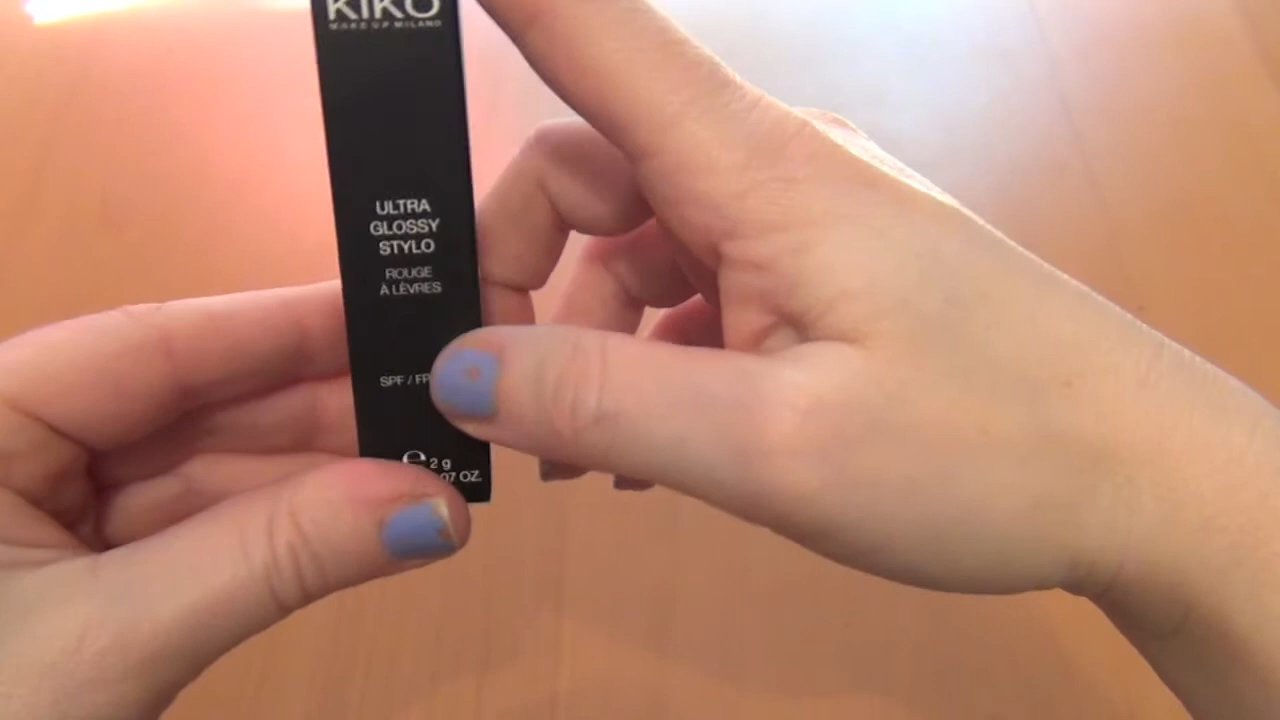 KIKO
MAKE UP MILANO
ULTRA
GLOSSY
STYLO
ROUGE
À LÈVRES
SPF / FP
℮ 2 g
07 OZ.